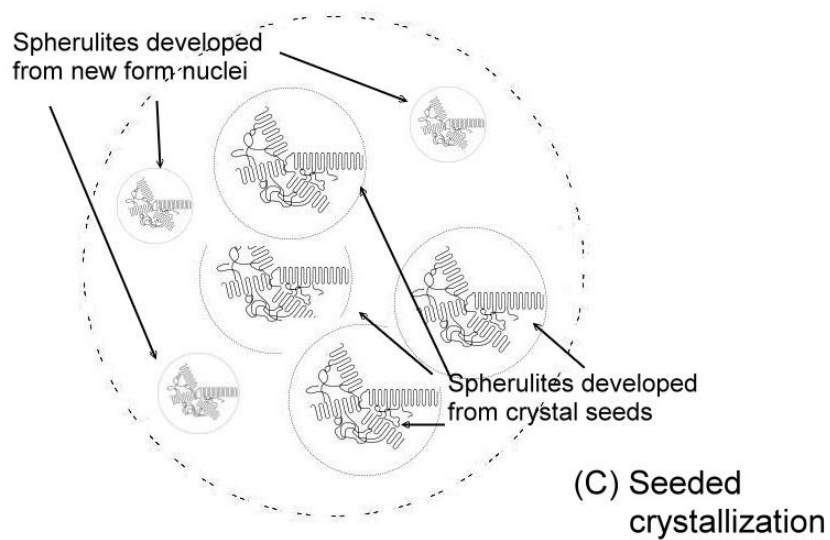 Spherulites developed
from new form nuclei
Spherulites developed
from crystal seeds
(C) Seeded
crystallization